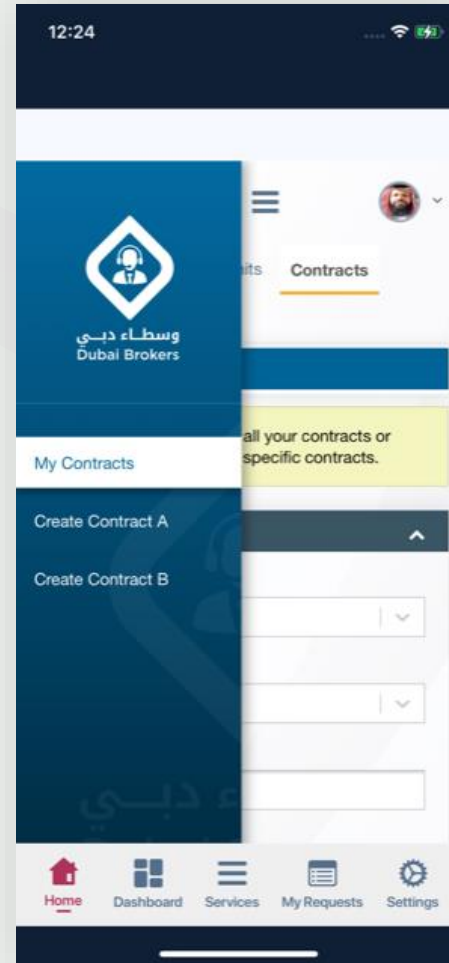 12:24
وسطاء دبي
Dubai Brokers
its
Contracts
all your contracts or
specific contracts.
My Contracts
Create Contract A
Create Contract B
دبي
Home
Dashboard
Services
My Requests
Settings